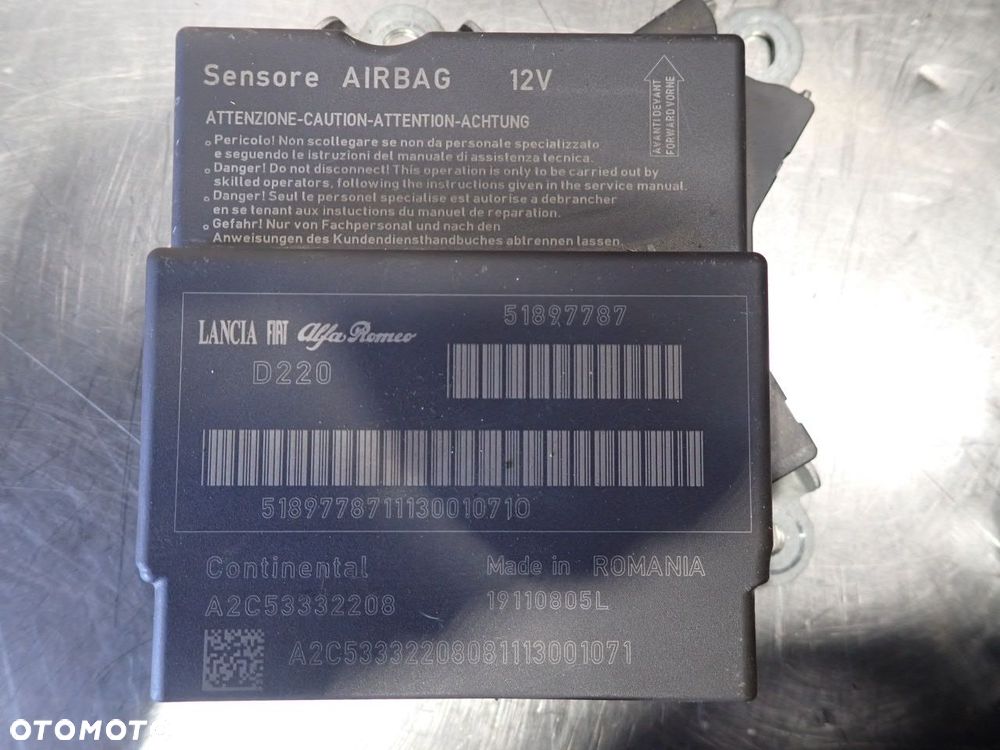 Sensore AIRBAG 12V
AVANTI DEVANT
FORWARD VORNE
ATTENZIONE-CAUTION-ATTENTION-ACHTUNG
Pericolo! Non scollegare se non da personale specializzato
e seguendo le istruzioni del manuale di assistenza tecnica.
Danger! Do not disconnect! This operation is only to be carried out by
skilled operators, following the instructions given in the service manual.
Danger! Seul le personel specialise est autorise a debrancher
en se tenant aux instuctions du manuel de reparation.
Gefahr! Nur von Fachpersonal und nach den
Anweisungen des Kundendiensthandbuches abtrennen lassen.
51897787
LANCIA FIAT Alfa Romeo
D220
518977871113001071O
Continental Made in ROMANIA
A2C53332208 19110805L
A2C53332208081113001071
OTOMOTO